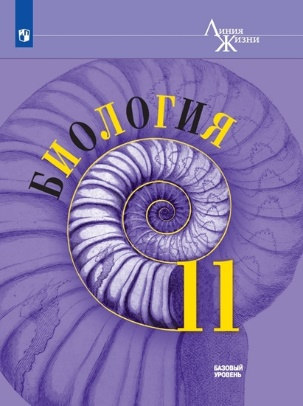 Линия
Жизни
БИОЛОГИЯ
11
БАЗОВЫЙ
УРОВЕНЬ